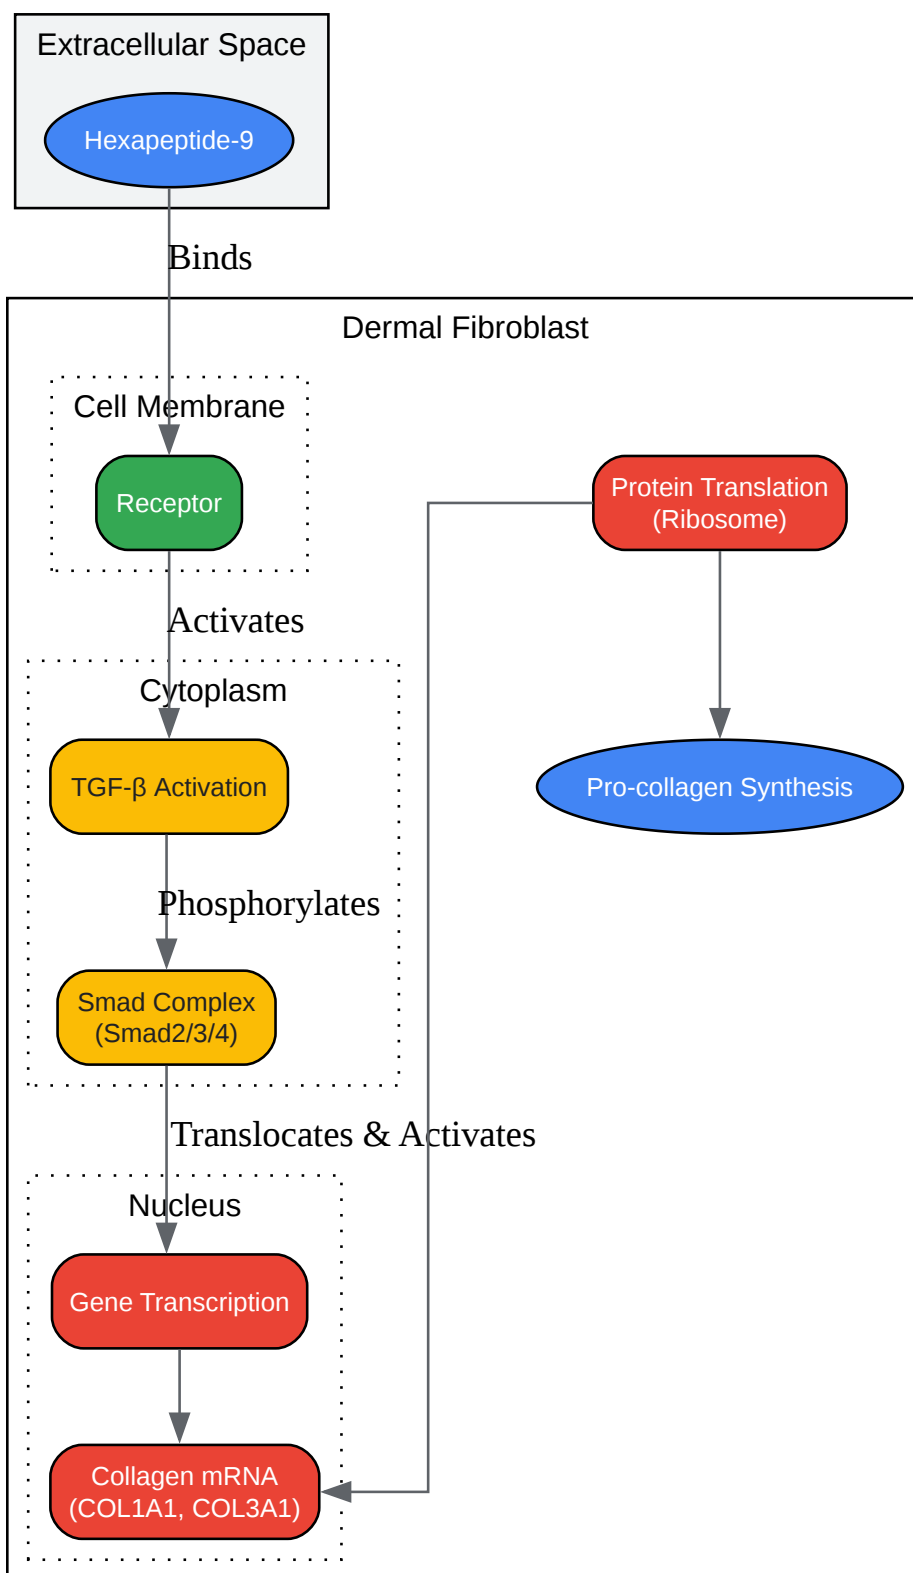 Extracellular Space
Hexapeptide-9
Binds
Dermal Fibroblast
Cell Membrane
Receptor
Protein Translation
(Ribosome)
Activates
Cytoplasm
TGF-β Activation
Pro-collagen Synthesis
Phosphorylates
Smad Complex
(Smad2/3/4)
Translocates & Activates
Nucleus
Gene Transcription
Collagen mRNA
(COL1A1, COL3A1)